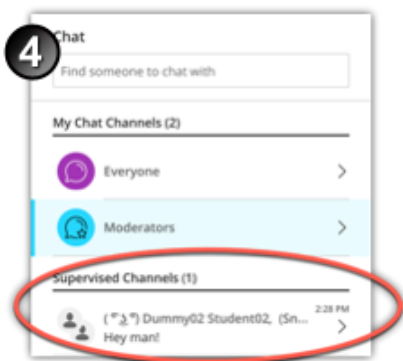 4
Chat
Find someone to chat with
My Chat Channels (2)
Everyone
Moderators
Supervised Channels (1)
( ͡° ͜ʖ ͡°) Dummy02 Student02, (Sn...
2:28 PM
Hey man!